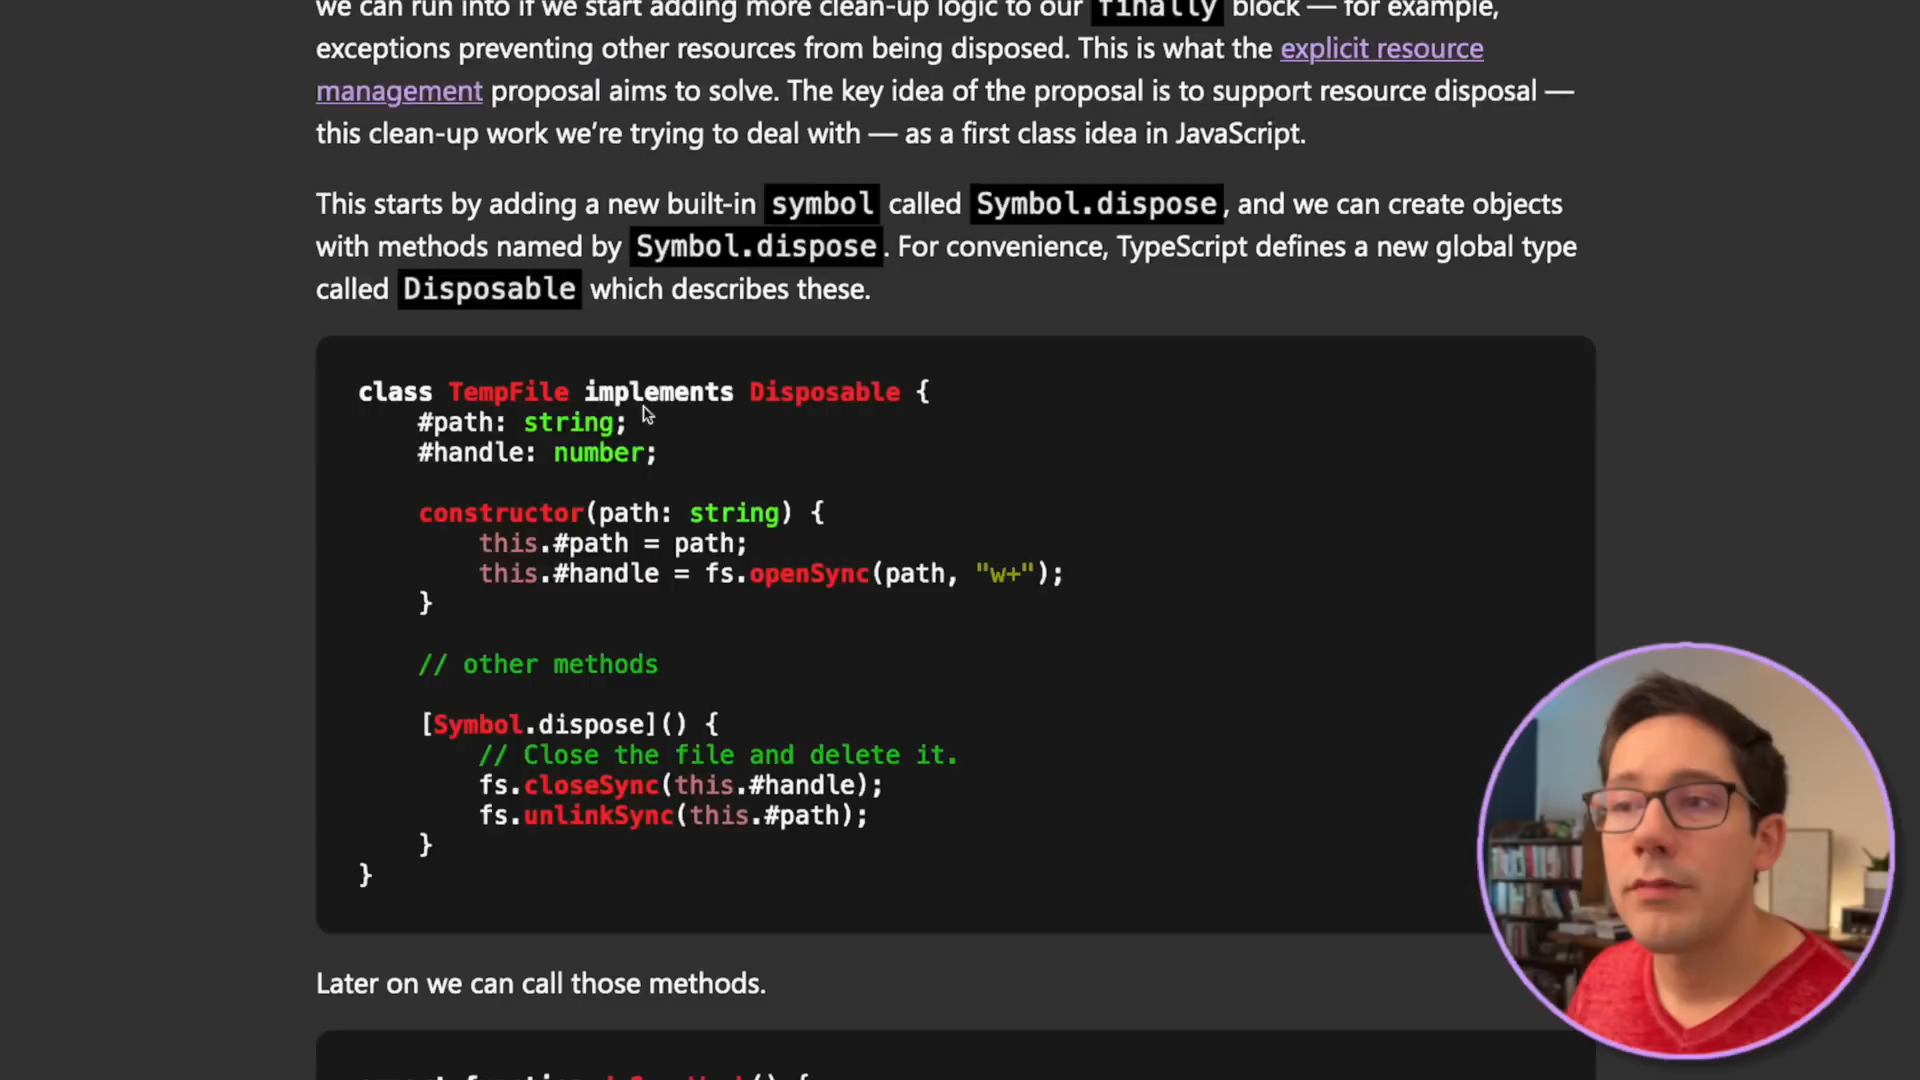 we can run into if we start adding more clean-up logic to our finally block — for example,
exceptions preventing other resources from being disposed. This is what the explicit resource
management proposal aims to solve. The key idea of the proposal is to support resource disposal —
this clean-up work we’re trying to deal with — as a first class idea in JavaScript.
This starts by adding a new built-in symbol called Symbol.dispose, and we can create objects
with methods named by Symbol.dispose. For convenience, TypeScript defines a new global type
called Disposable which describes these.
class TempFile implements Disposable {
    #path: string;
    #handle: number;
    constructor(path: string) {
        this.#path = path;
        this.#handle = fs.openSync(path, "w+");
    }
    // other methods
    [Symbol.dispose]() {
        // Close the file and delete it.
        fs.closeSync(this.#handle);
        fs.unlinkSync(this.#path);
    }
}
Later on we can call those methods.